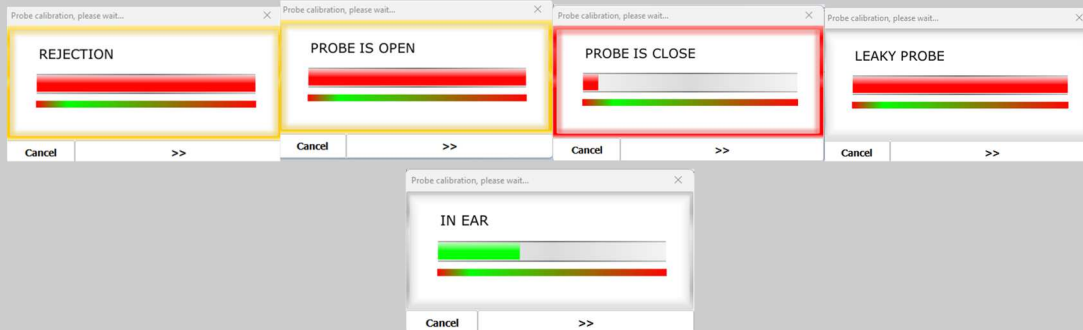 Probe calibration, please wait...
REJECTION
Cancel >>
Probe calibration, please wait...
PROBE IS OPEN
Cancel >>
Probe calibration, please wait...
PROBE IS CLOSE
Cancel >>
Probe calibration, please wait...
LEAKY PROBE
Cancel >>
Probe calibration, please wait...
IN EAR
Cancel >>